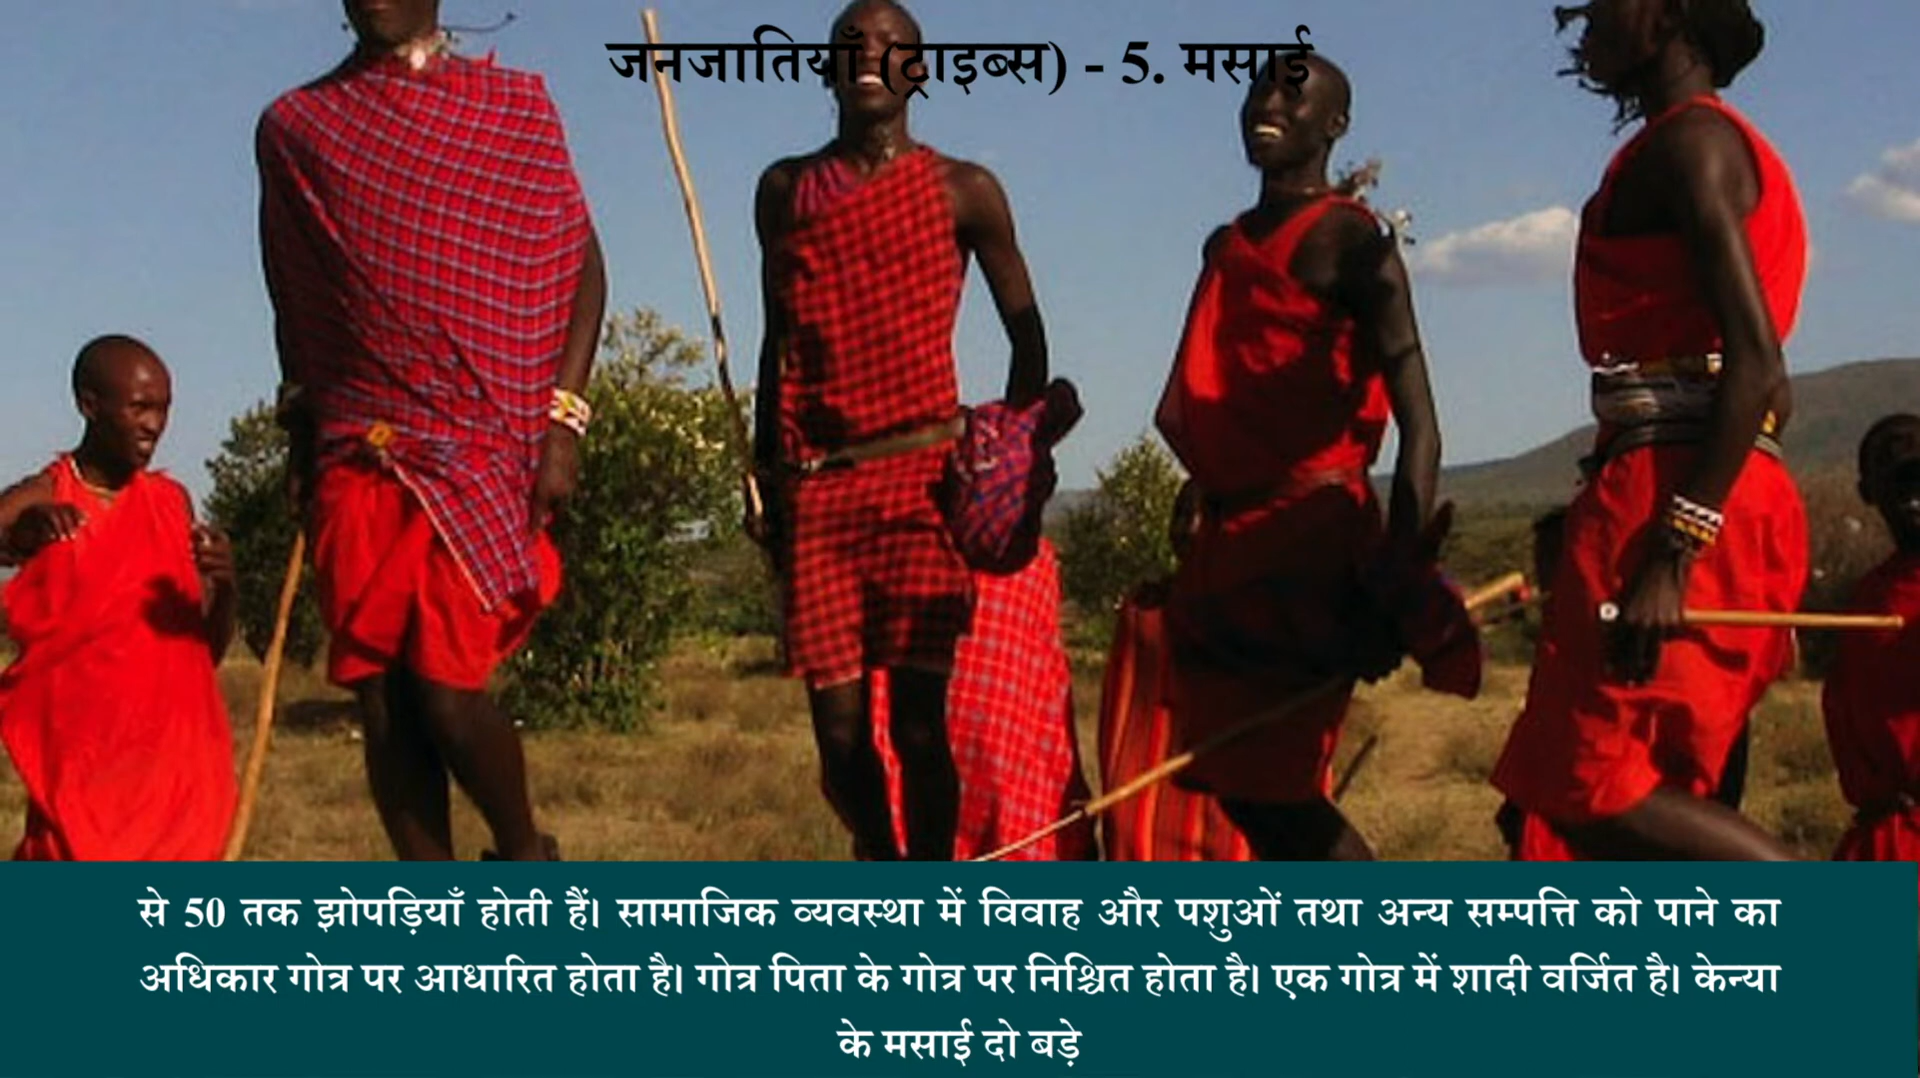 जनजातियाँ (ट्राइब्स) - 5. मसाई
से 50 तक झोपड़ियाँ होती हैं। सामाजिक व्यवस्था में विवाह और पशुओं तथा अन्य सम्पत्ति को पाने का
अधिकार गोत्र पर आधारित होता है। गोत्र पिता के गोत्र पर निश्चित होता है। एक गोत्र में शादी वर्जित है। केन्या
के मसाई दो बड़े